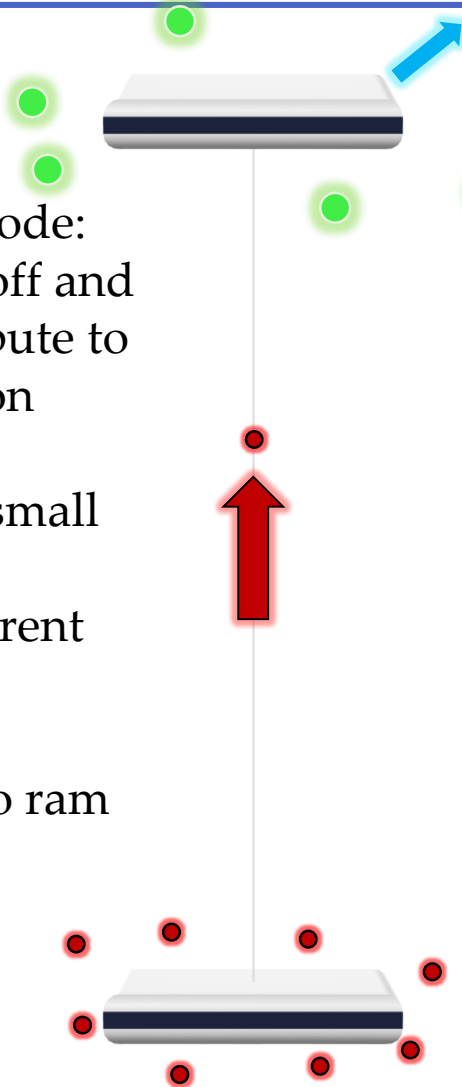 ode:
off and
oute to
on
small
rent
o ram